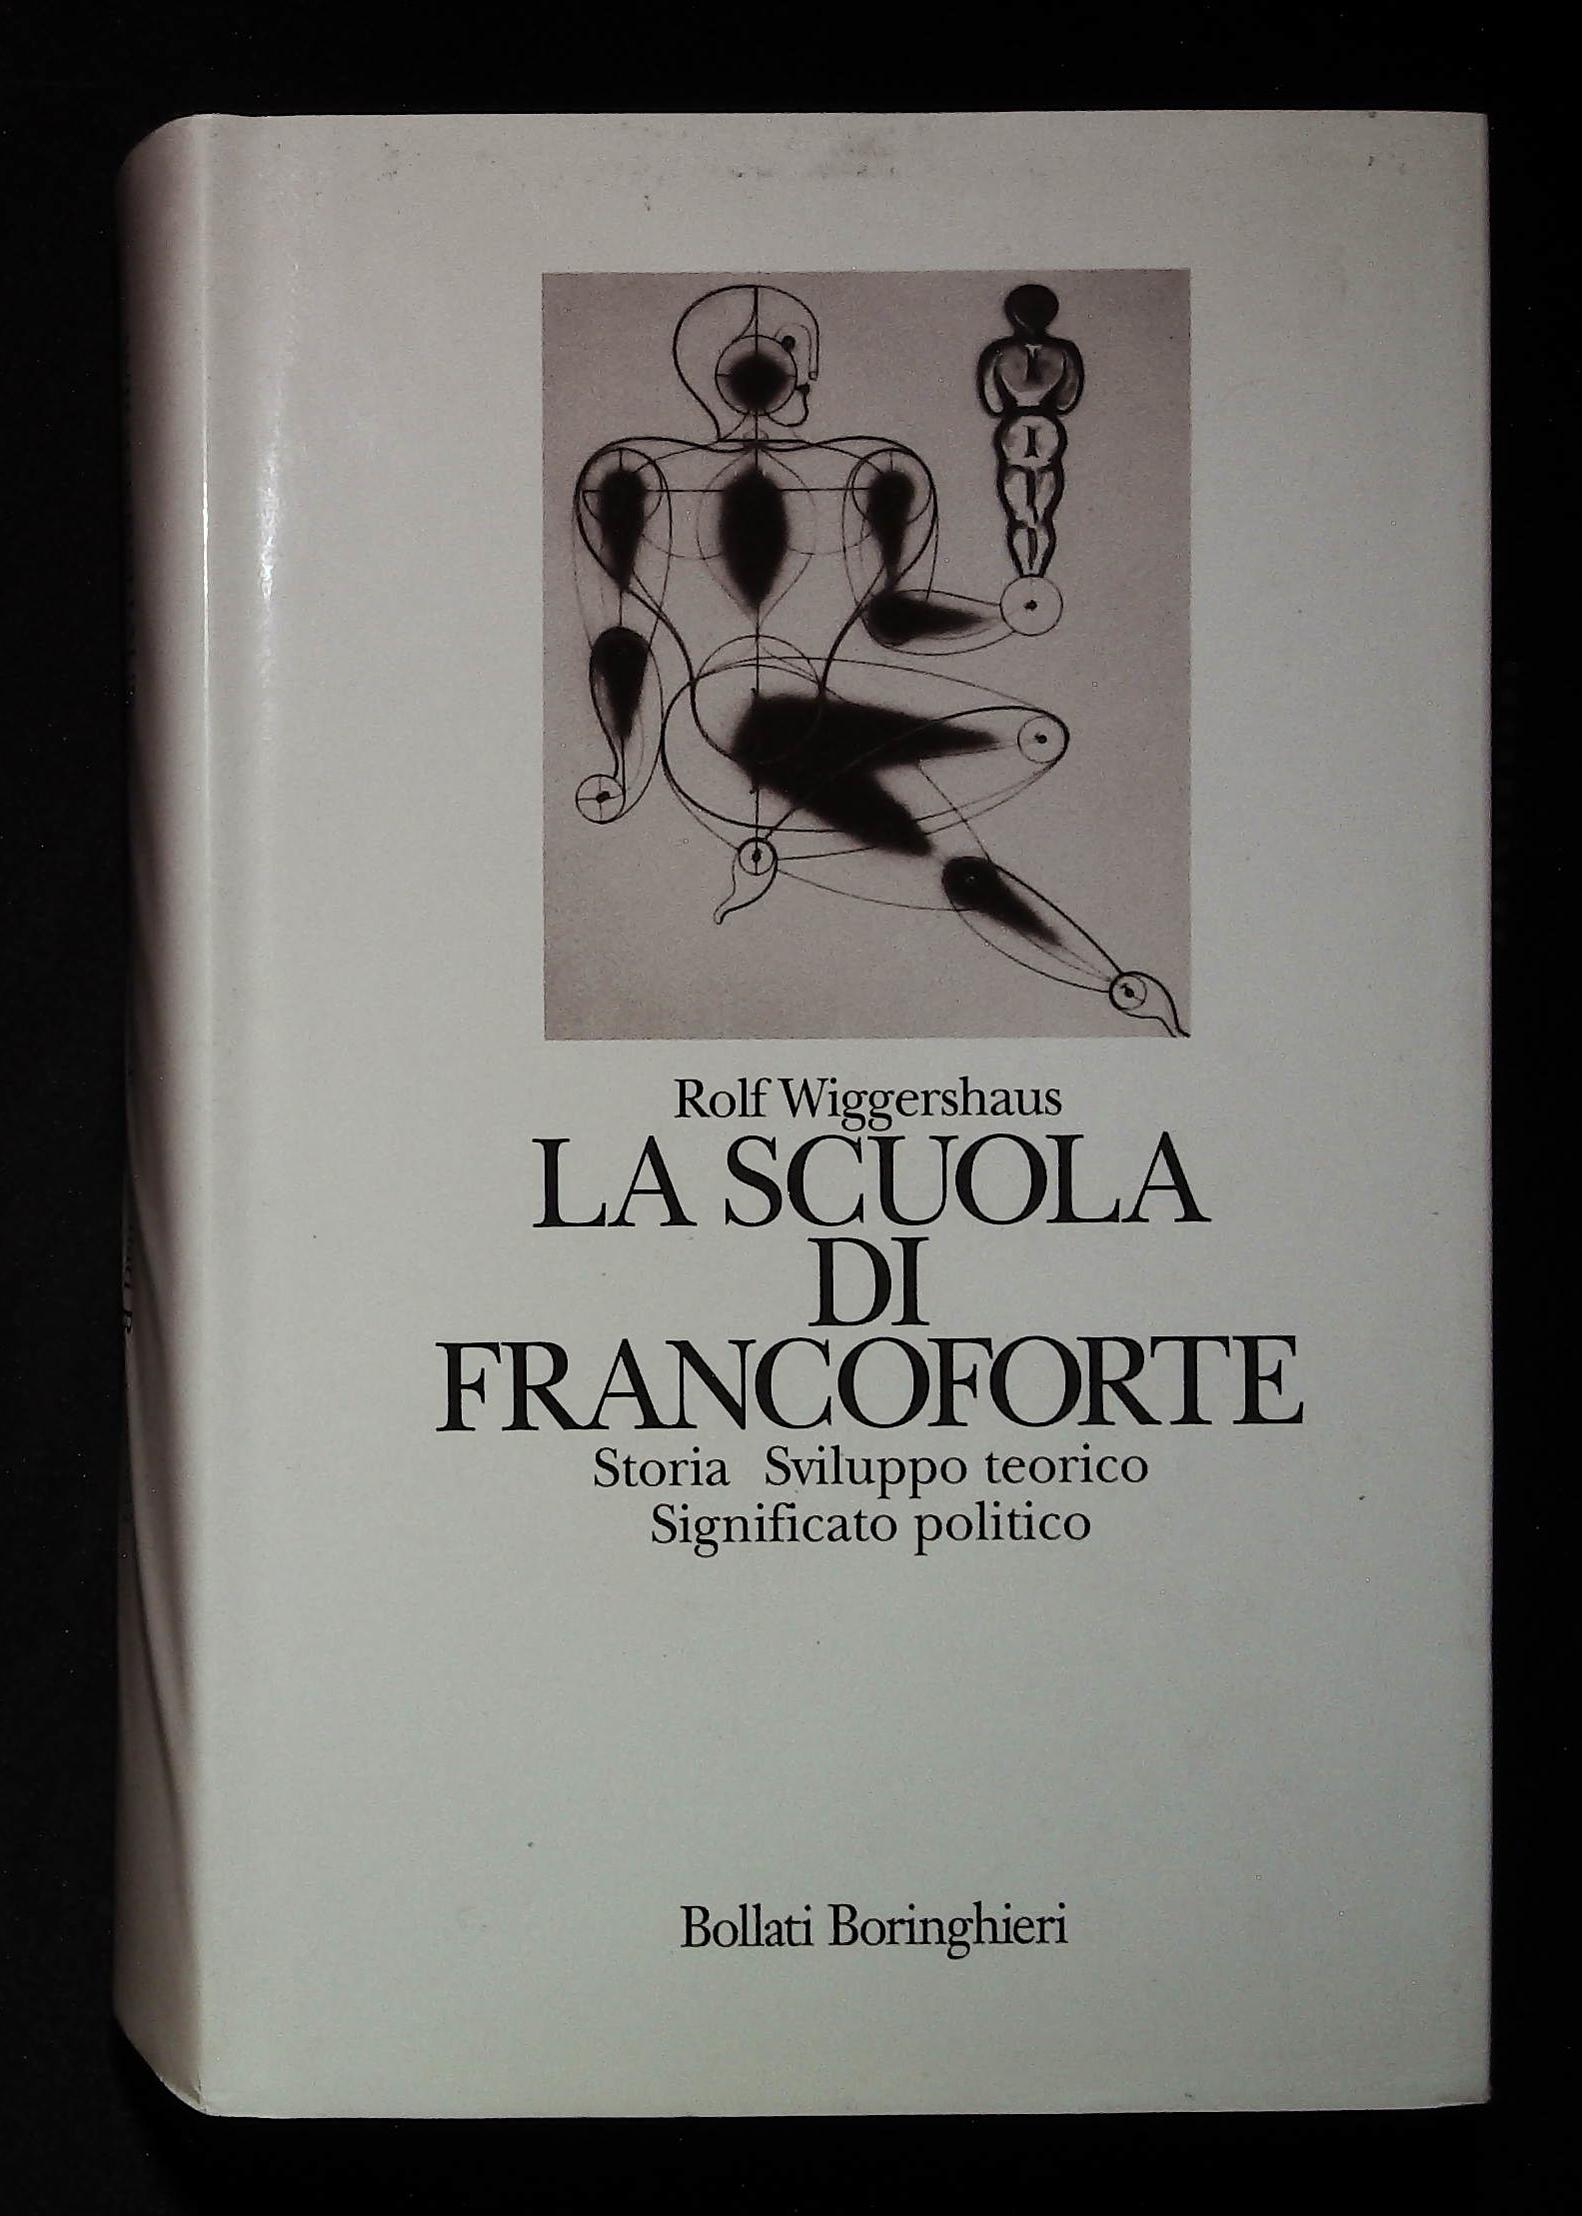 Rolf Wiggershaus
LA SCUOLA
DI
FRANCOFORTE
Storia Sviluppo teorico
Significato politico
Bollati Boringhieri